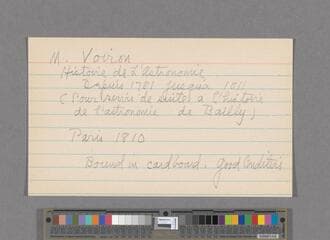 M. Voiron
Histoire de L'Astronomie
Depuis 1781 Jusqu'a 1811
(Pour servir de suite a L'histoire
de l'astronomie de Bailly)
Paris 1810
Bound in cardboard. Good Condition